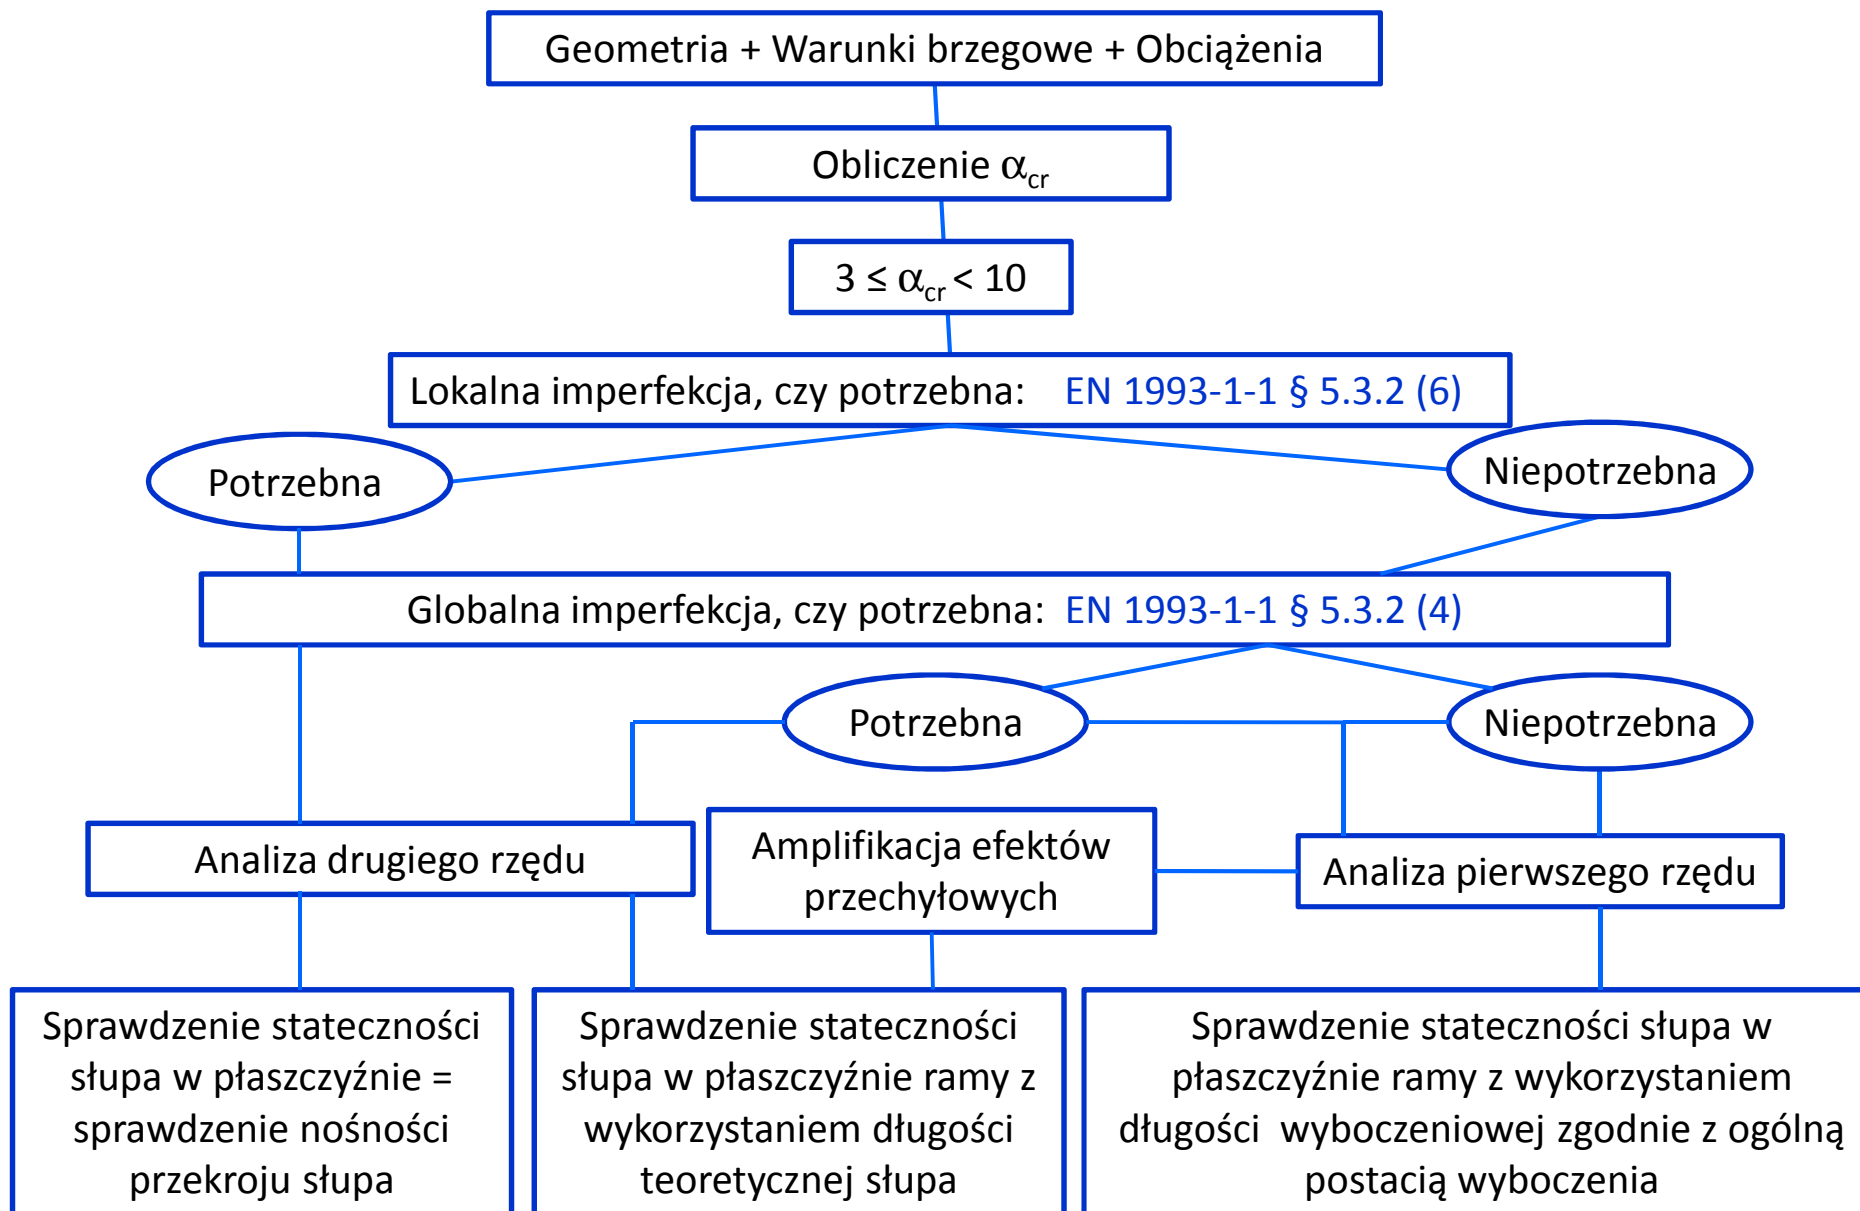 Geometria + Warunki brzegowe + Obciążenia
Obliczenie αcr
3 ≤ αcr < 10
Lokalna imperfekcja, czy potrzebna: EN 1993-1-1 § 5.3.2 (6)
Potrzebna
Niepotrzebna
Globalna imperfekcja, czy potrzebna: EN 1993-1-1 § 5.3.2 (4)
Potrzebna
Niepotrzebna
Analiza drugiego rzędu
Amplifikacja efektów
przechyłowych
Analiza pierwszego rzędu
Sprawdzenie stateczności
słupa w płaszczyźnie =
sprawdzenie nośności
przekroju słupa
Sprawdzenie stateczności
słupa w płaszczyźnie ramy z
wykorzystaniem długości
teoretycznej słupa
Sprawdzenie stateczności słupa w
płaszczyźnie ramy z wykorzystaniem
długości wyboczeniowej zgodnie z ogólną
postacią wyboczenia